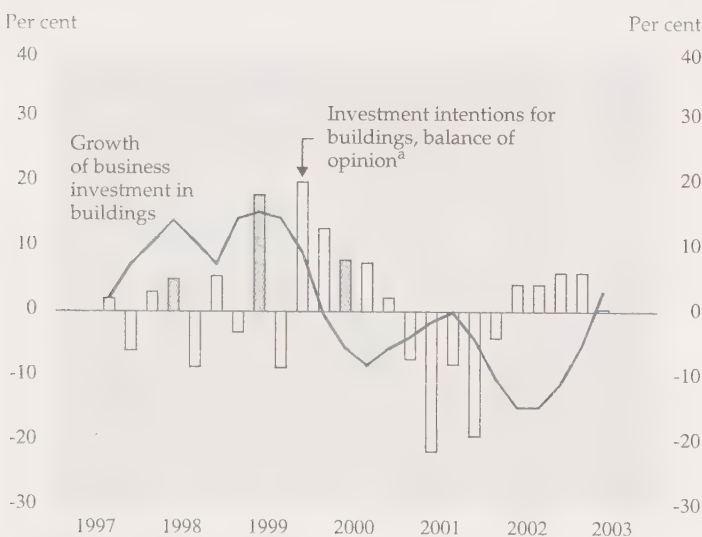 Per cent
Per cent
40
40
30
30
Investment intentions for
buildings, balance of
opinionᵃ
Growth
of business
investment in
buildings
20
20
10
10
0
0
-10
-10
-20
-20
-30
-30
1997 1998 1999 2000 2001 2002 2003